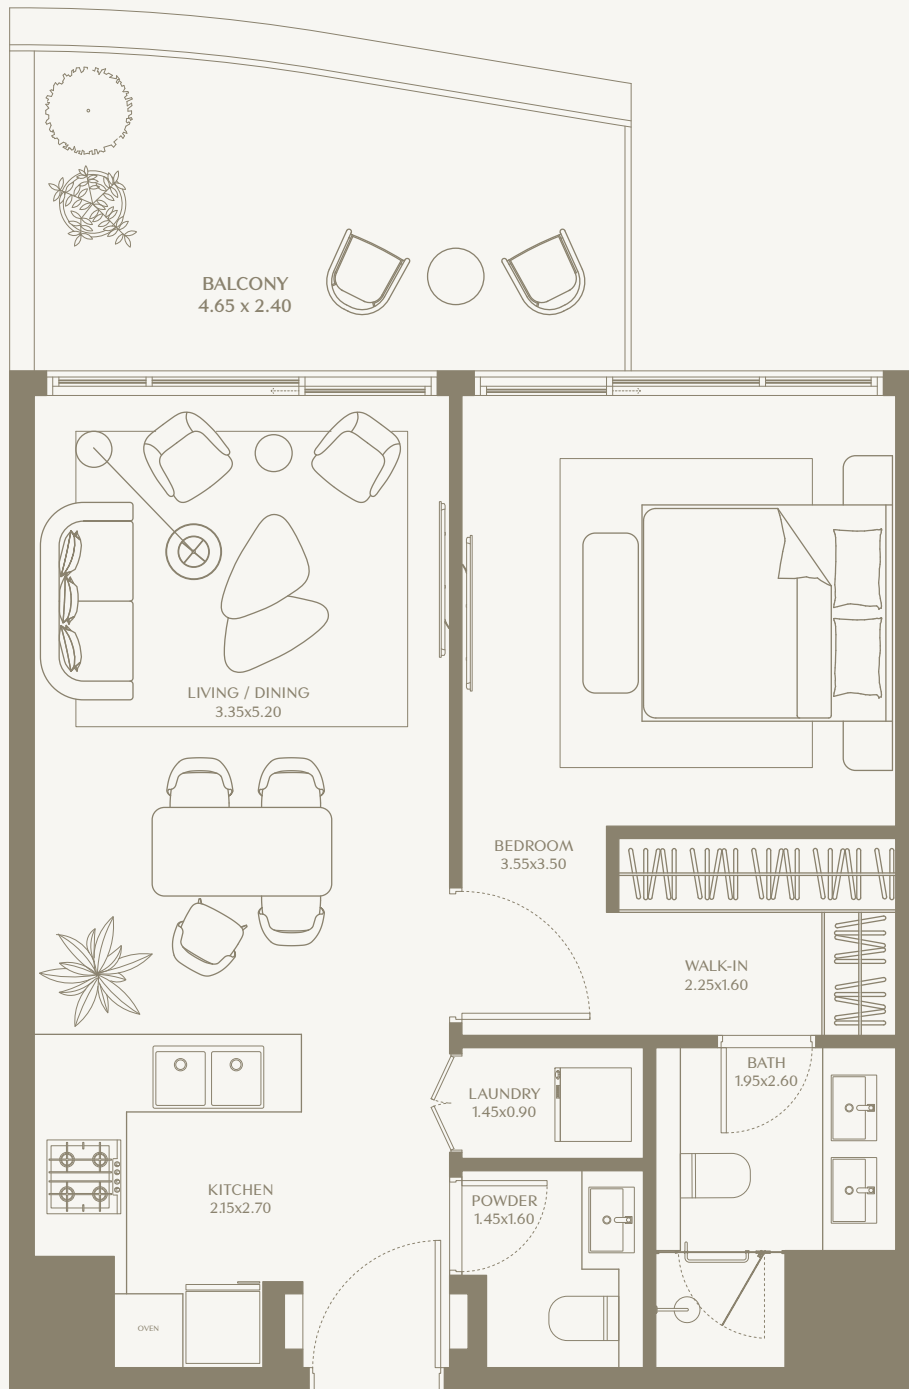 BALCONY
4.65 x 2.40
LIVING / DINING
3.35x5.20
BEDROOM
3.55x3.50
WALK-IN
2.25x1.60
BATH
1.95x2.60
LAUNDRY
1.45x0.90
KITCHEN
2.15x2.70
POWDER
1.45x1.60
OVEN